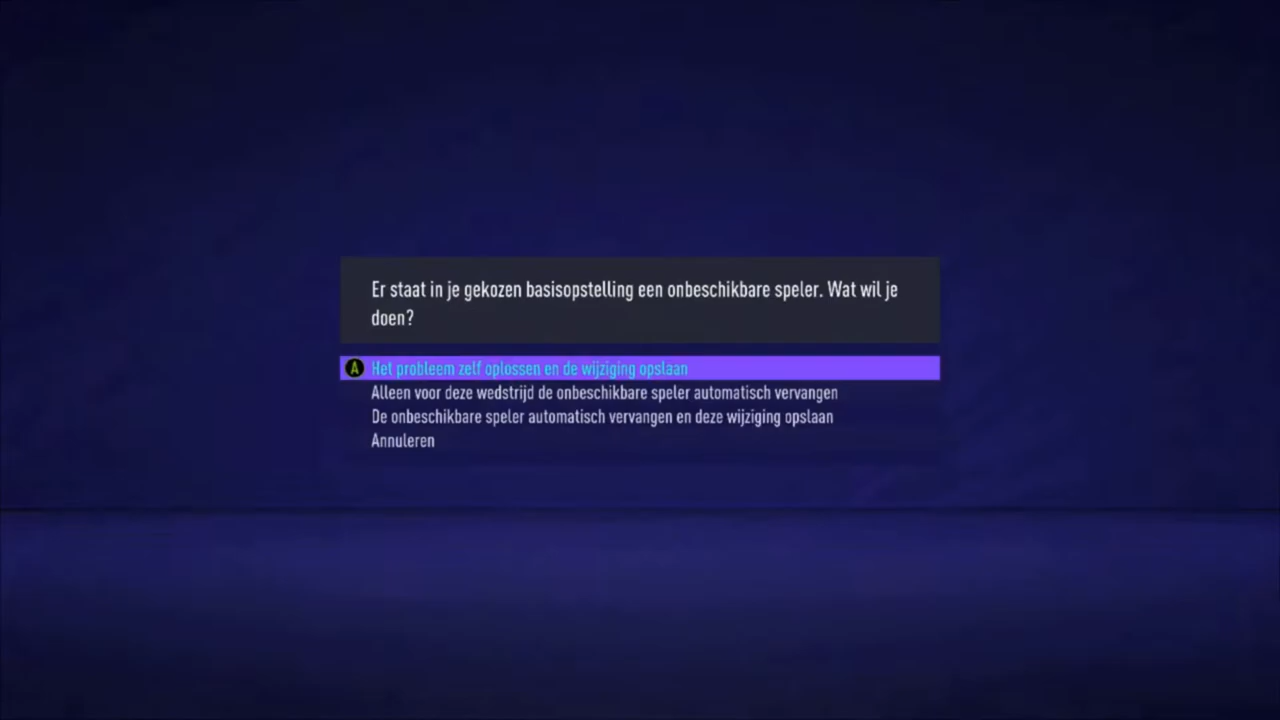 Er staat in je gekozen basisopstelling een onbeschikbare speler. Wat wil je
doen?
A Het probleem zelf oplossen en de wijziging opslaan
Alleen voor deze wedstrijd de onbeschikbare speler automatisch vervangen
De onbeschikbare speler automatisch vervangen en deze wijziging opslaan
Annuleren